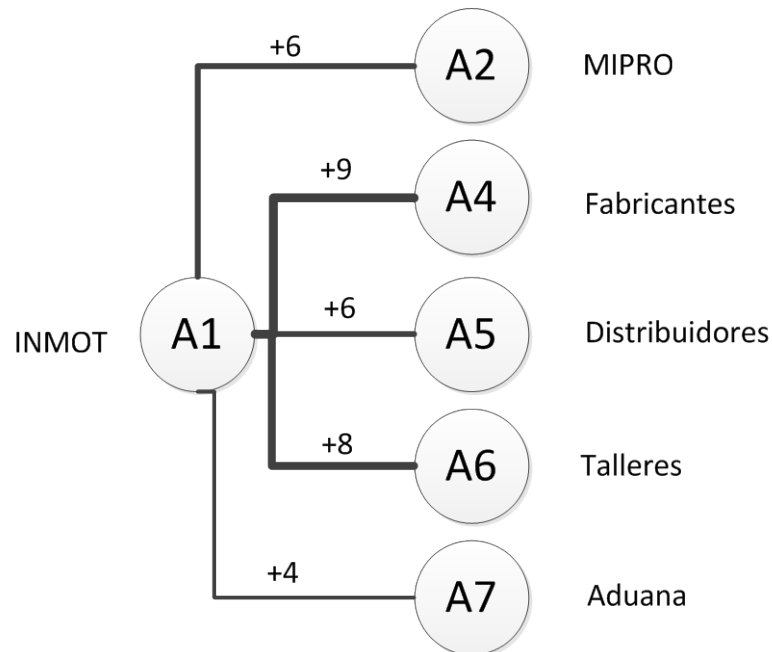 +6
A2 MIPRO
+9
A4 Fabricantes
INMOT A1
+6
A5 Distribuidores
+8
A6 Talleres
+4
A7 Aduana